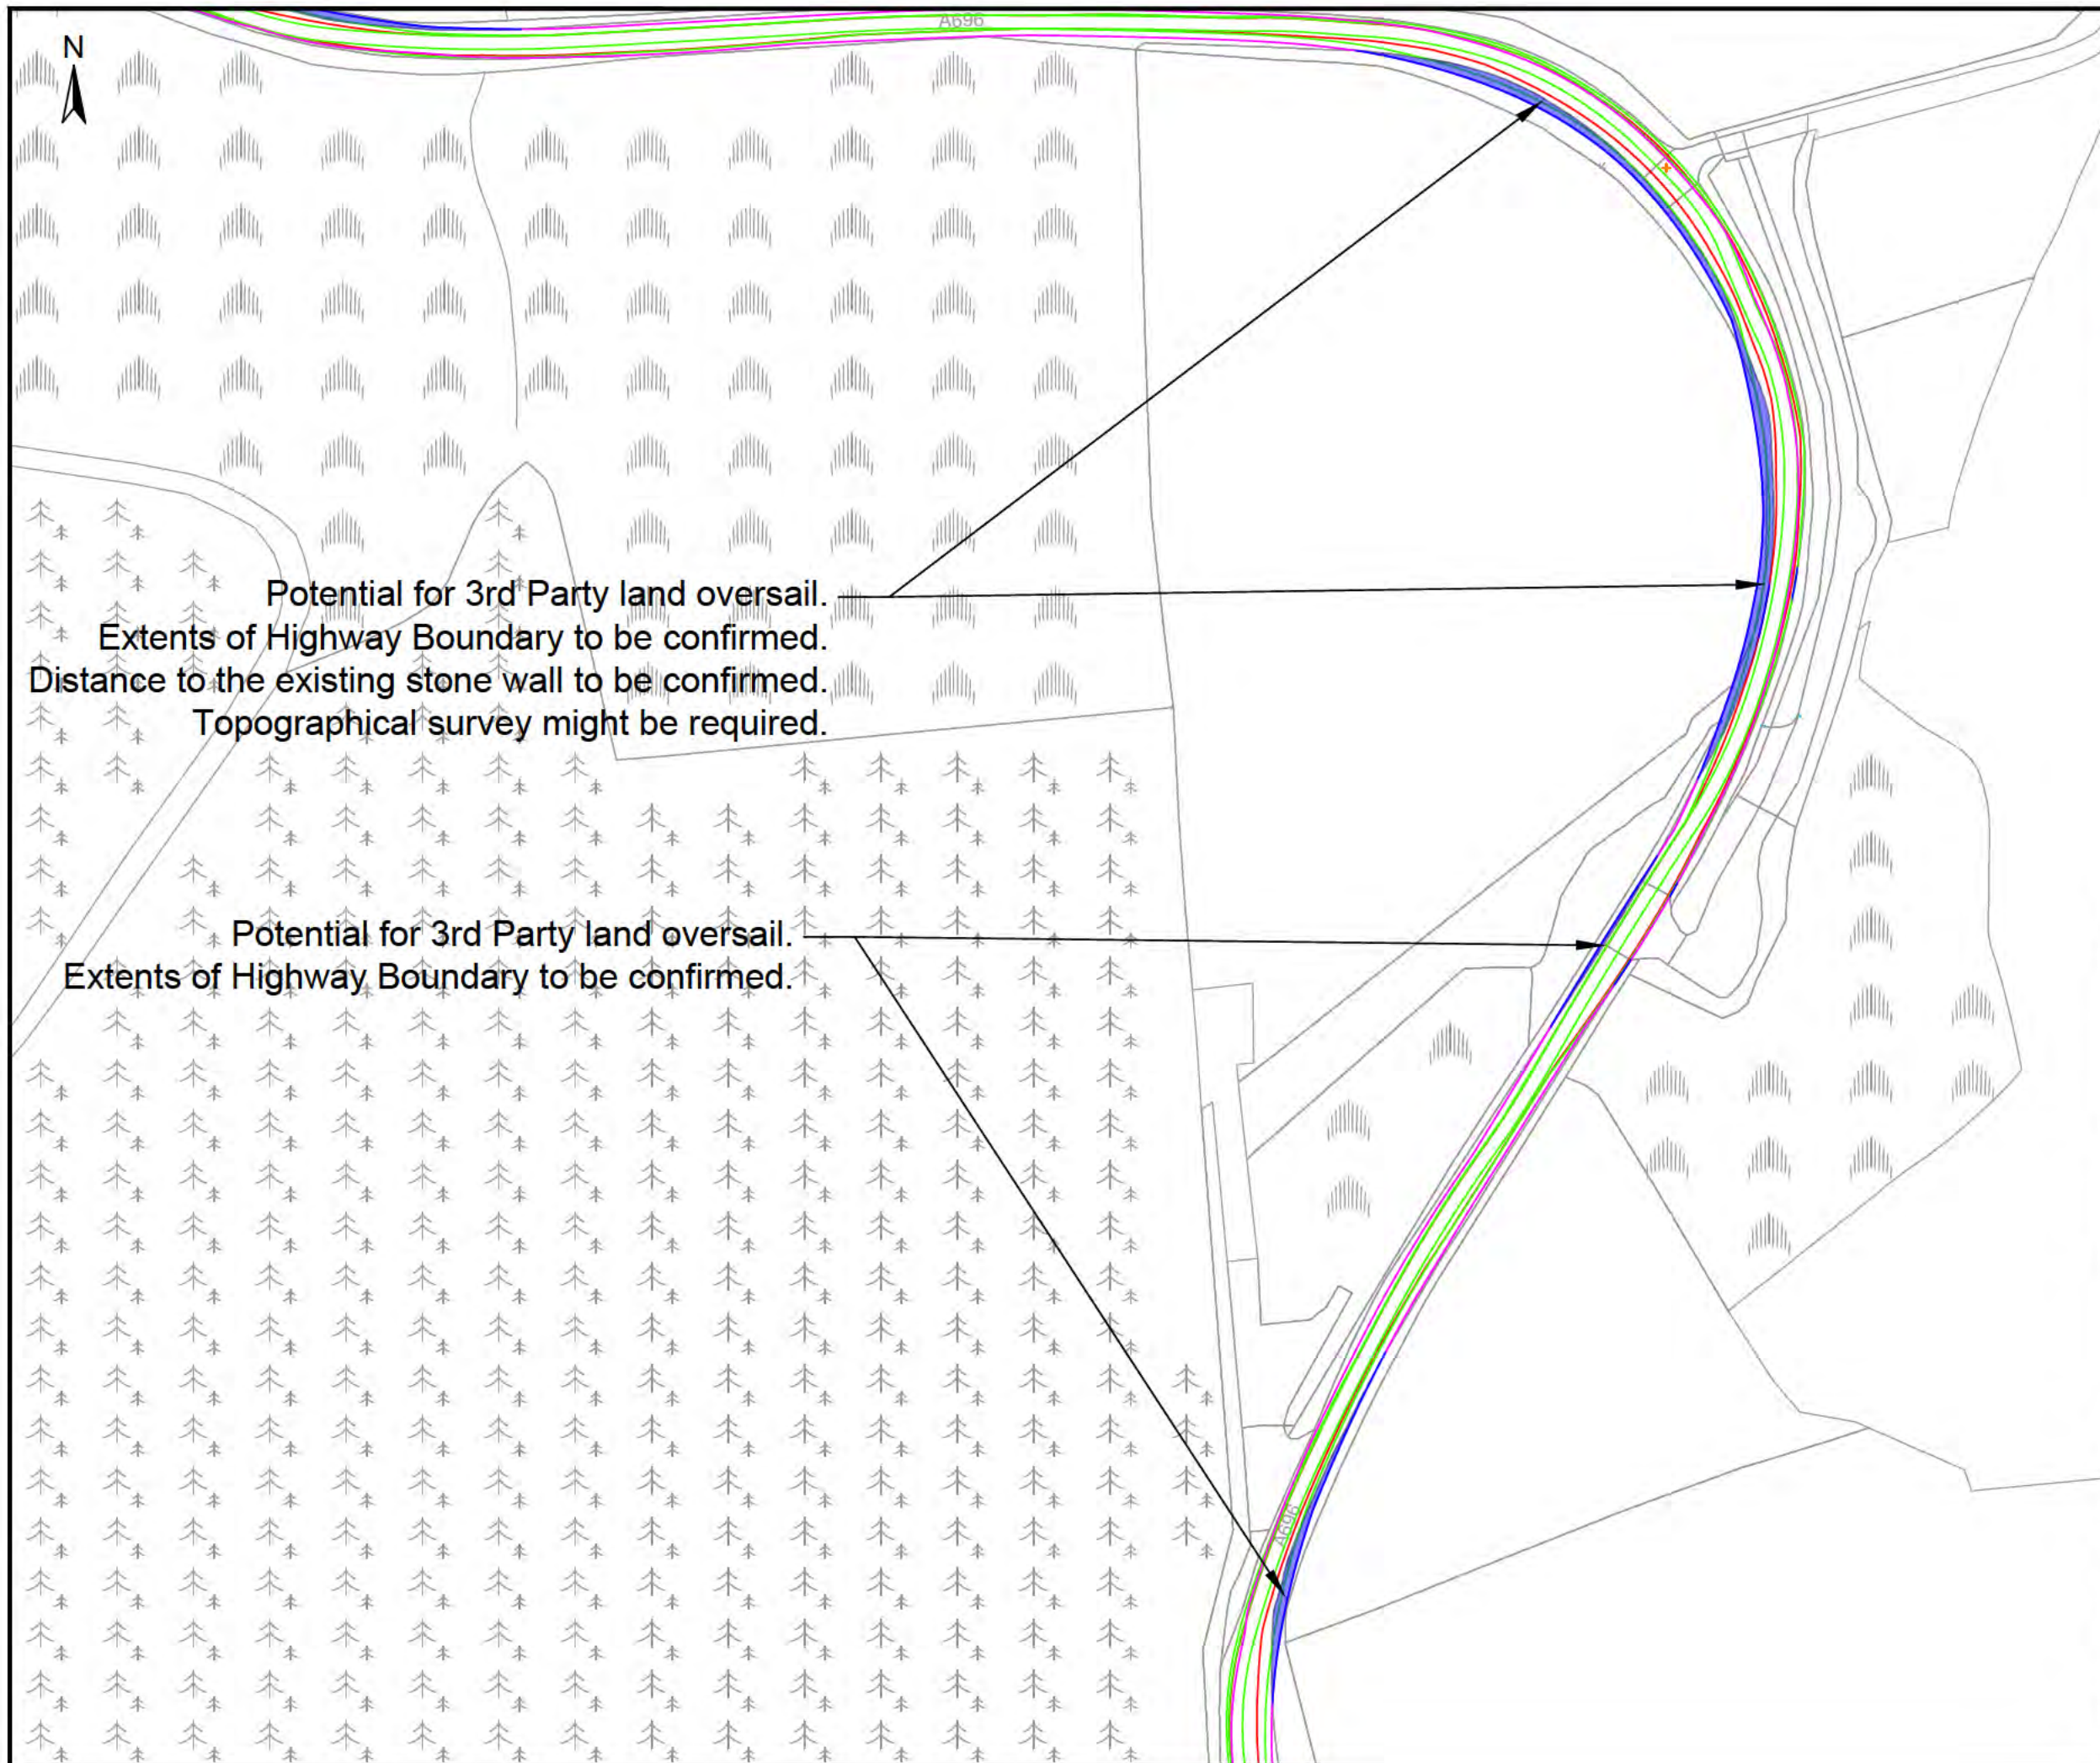 A696
N
Potential for 3rd Party land oversail.
Extents of Highway Boundary to be confirmed.
Distance to the existing stone wall to be confirmed.
Topographical survey might be required.
Potential for 3rd Party land oversail.
Extents of Highway Boundary to be confirmed.
A696